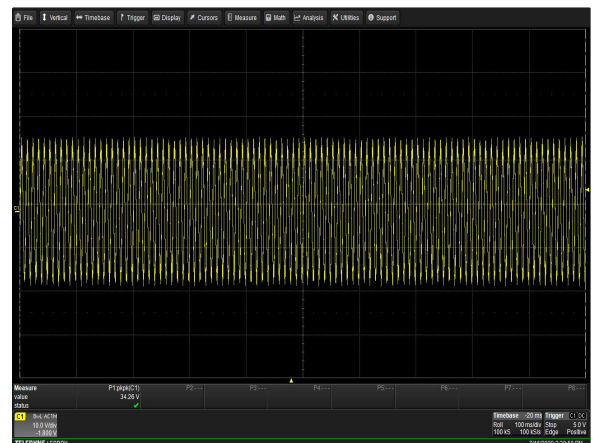 File Vertical Timebase Trigger Display Cursors Measure Math Analysis Utilities Support
C1
Measure P1:pkpk(C1) P2:--- P3:--- P4:--- P5:--- P6:--- P7:--- P8:---
value 34.26 V
status
C1 BwL AC1M
10.0 V/div
-1.800 V
Timebase -20 ms Trigger C1 DC
Roll 100 ms/div Stop 5.0 V
100 kS 100 kS/s Edge Positive
TELEDYNE LECROY